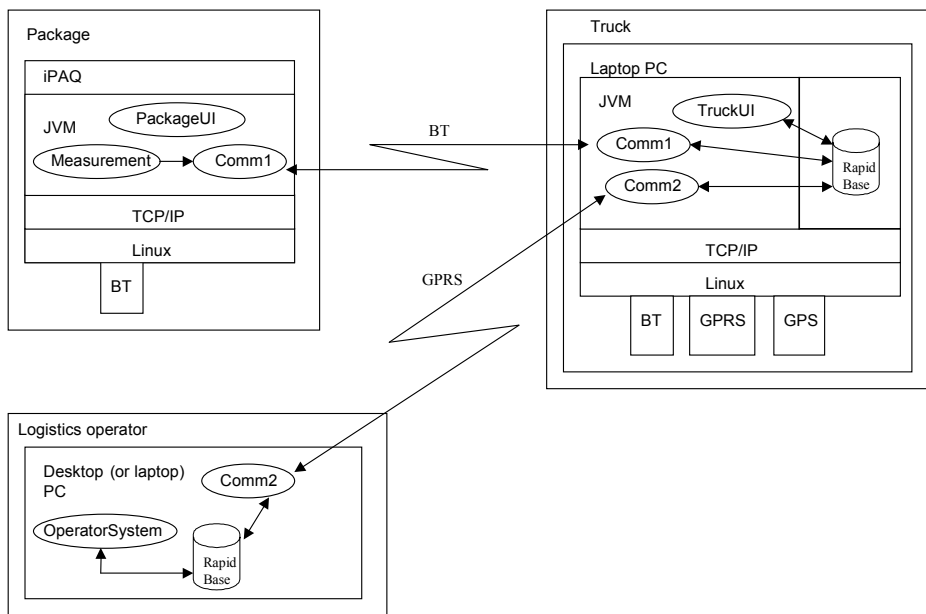 Package
iPAQ
JVM
PackageUI
Measurement
Comm1
TCP/IP
Linux
BT
BT
GPRS
Truck
Laptop PC
JVM
TruckUI
Comm1
Comm2
Rapid
Base
TCP/IP
Linux
BT
GPRS
GPS
Logistics operator
Desktop (or laptop)
PC
Comm2
OperatorSystem
Rapid
Base